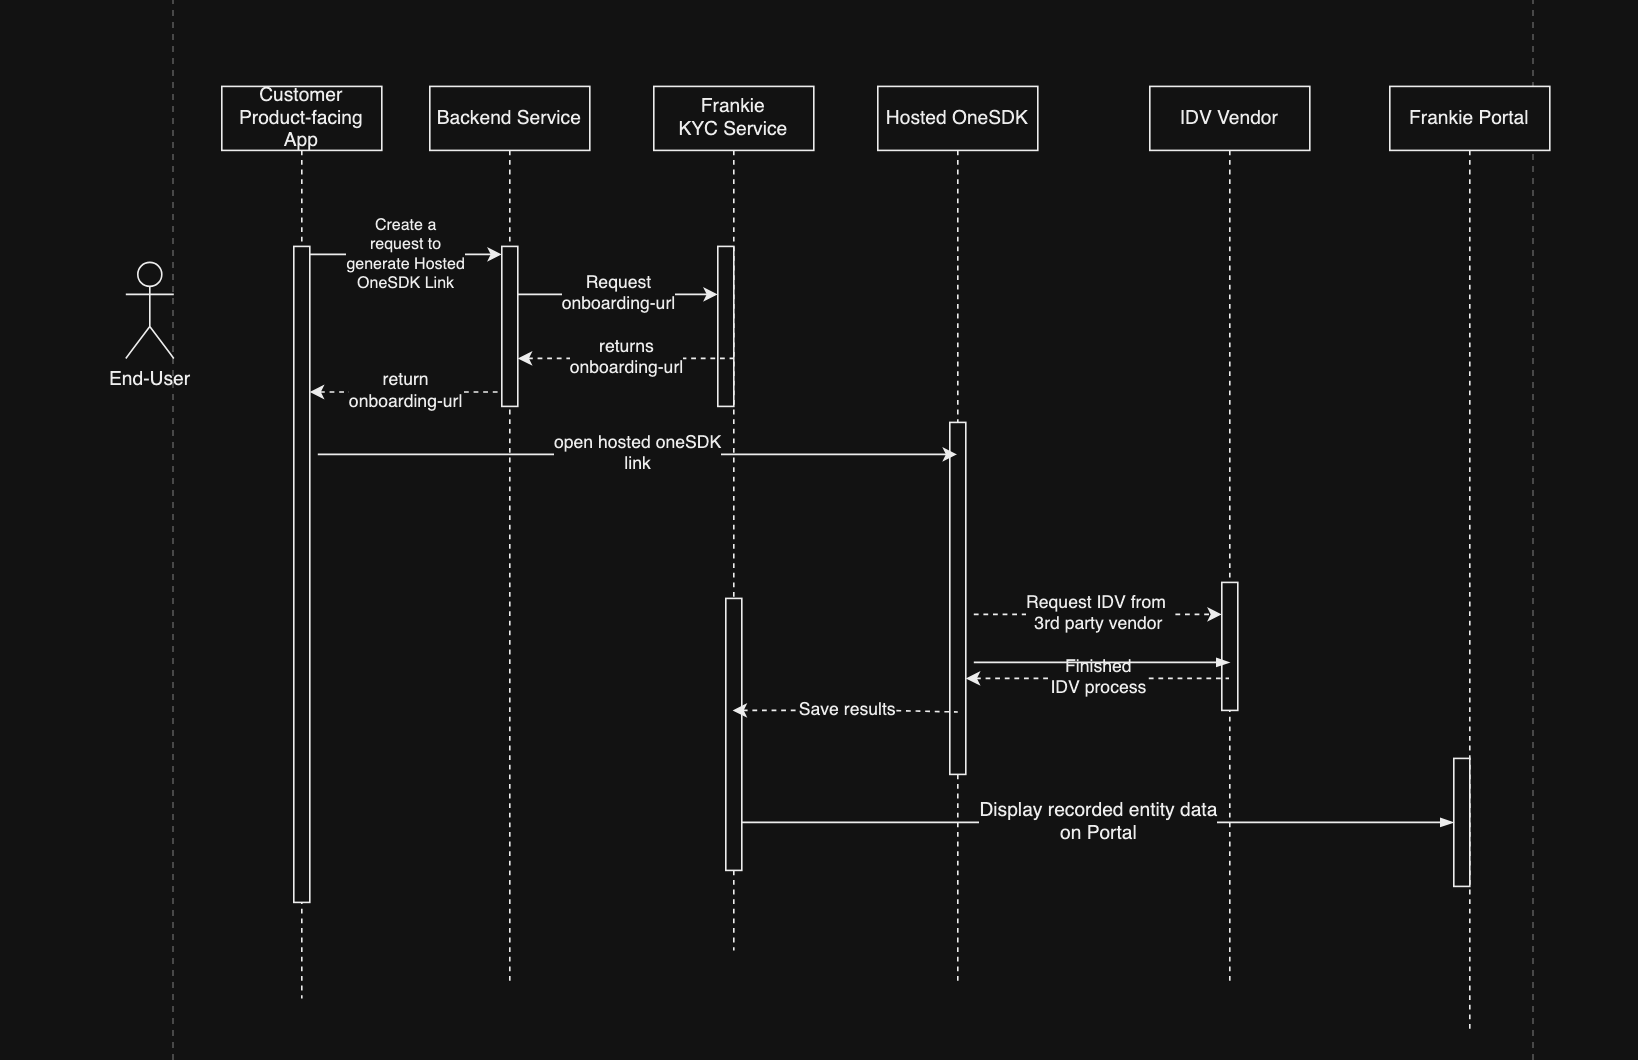 Customer
Product-facing
App
Backend Service
Frankie
KYC Service
Hosted OneSDK
IDV Vendor
Frankie Portal
Create a
request to
generate Hosted
OneSDK Link
Request
onboarding-url
returns
onboarding-url
End-User
return
onboarding-url
open hosted oneSDK
link
Request IDV from
3rd party vendor
Finished
IDV process
Save results
Display recorded entity data
on Portal